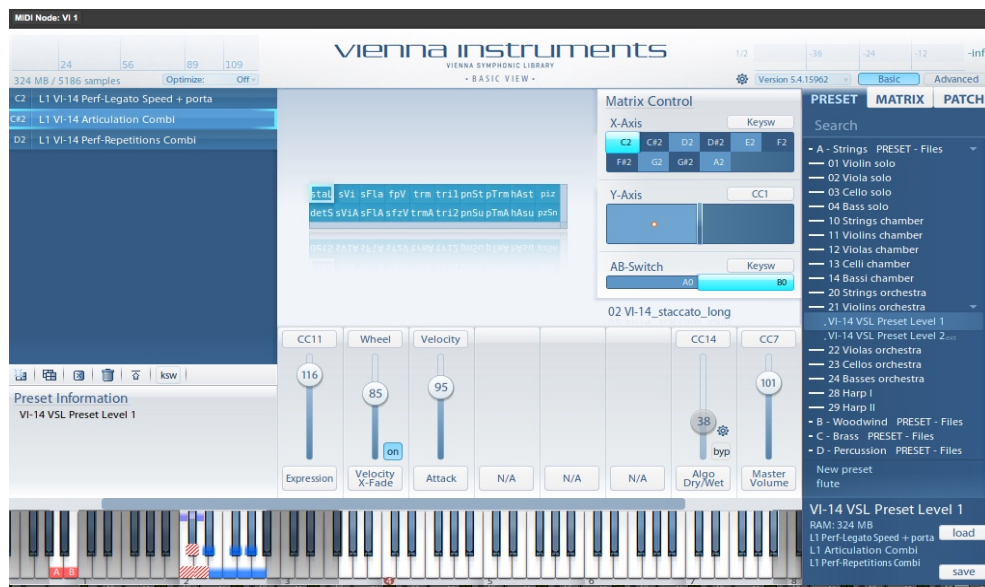 MIDI Node: VI 1
24 56 89 109
324 MB / 5186 samples Optimize: Off
vienna instruments
VIENNA SYMPHONIC LIBRARY
- BASIC VIEW -
1/2 -36 -24 -12 -inf
Version 5.4.15962 Basic Advanced
C2 L1 VI-14 Perf-Legato Speed + porta
C#2 L1 VI-14 Articulation Combi
D2 L1 VI-14 Perf-Repetitions Combi
staL sVi sFla fpV trm tri1 pnSt pTrm hAst piz
detS sViA sFlA sfzV trmA tri2 pnSu pTmA hAsu pzSn
Matrix Control
X-Axis Keysw
C2 C#2 D2 D#2 E2 F2
F#2 G2 G#2 A2
Y-Axis CC1
AB-Switch Keysw
A0 B0
02 VI-14_staccato_long
PRESET MATRIX PATCH
Search
- A - Strings PRESET - Files
01 Violin solo
02 Viola solo
03 Cello solo
04 Bass solo
10 Strings chamber
11 Violins chamber
12 Violas chamber
13 Celli chamber
14 Bassi chamber
20 Strings orchestra
21 Violins orchestra
VI-14 VSL Preset Level 1
VI-14 VSL Preset Level 2.ext
22 Violas orchestra
23 Cellos orchestra
24 Basses orchestra
28 Harp I
29 Harp II
- B - Woodwind PRESET - Files
- C - Brass PRESET - Files
- D - Percussion PRESET - Files
New preset
flute
ksw
Preset Information
VI-14 VSL Preset Level 1
CC11 Wheel Velocity CC14 CC7
116 85 95 38 101
on byp
Expression Velocity X-Fade Attack N/A N/A N/A Algo Dry/Wet Master Volume
VI-14 VSL Preset Level 1
RAM: 324 MB
L1 Perf-Legato Speed + porta
L1 Articulation Combi
L1 Perf-Repetitions Combi
load
save
A B
1 2 3 4 5 6 7 8